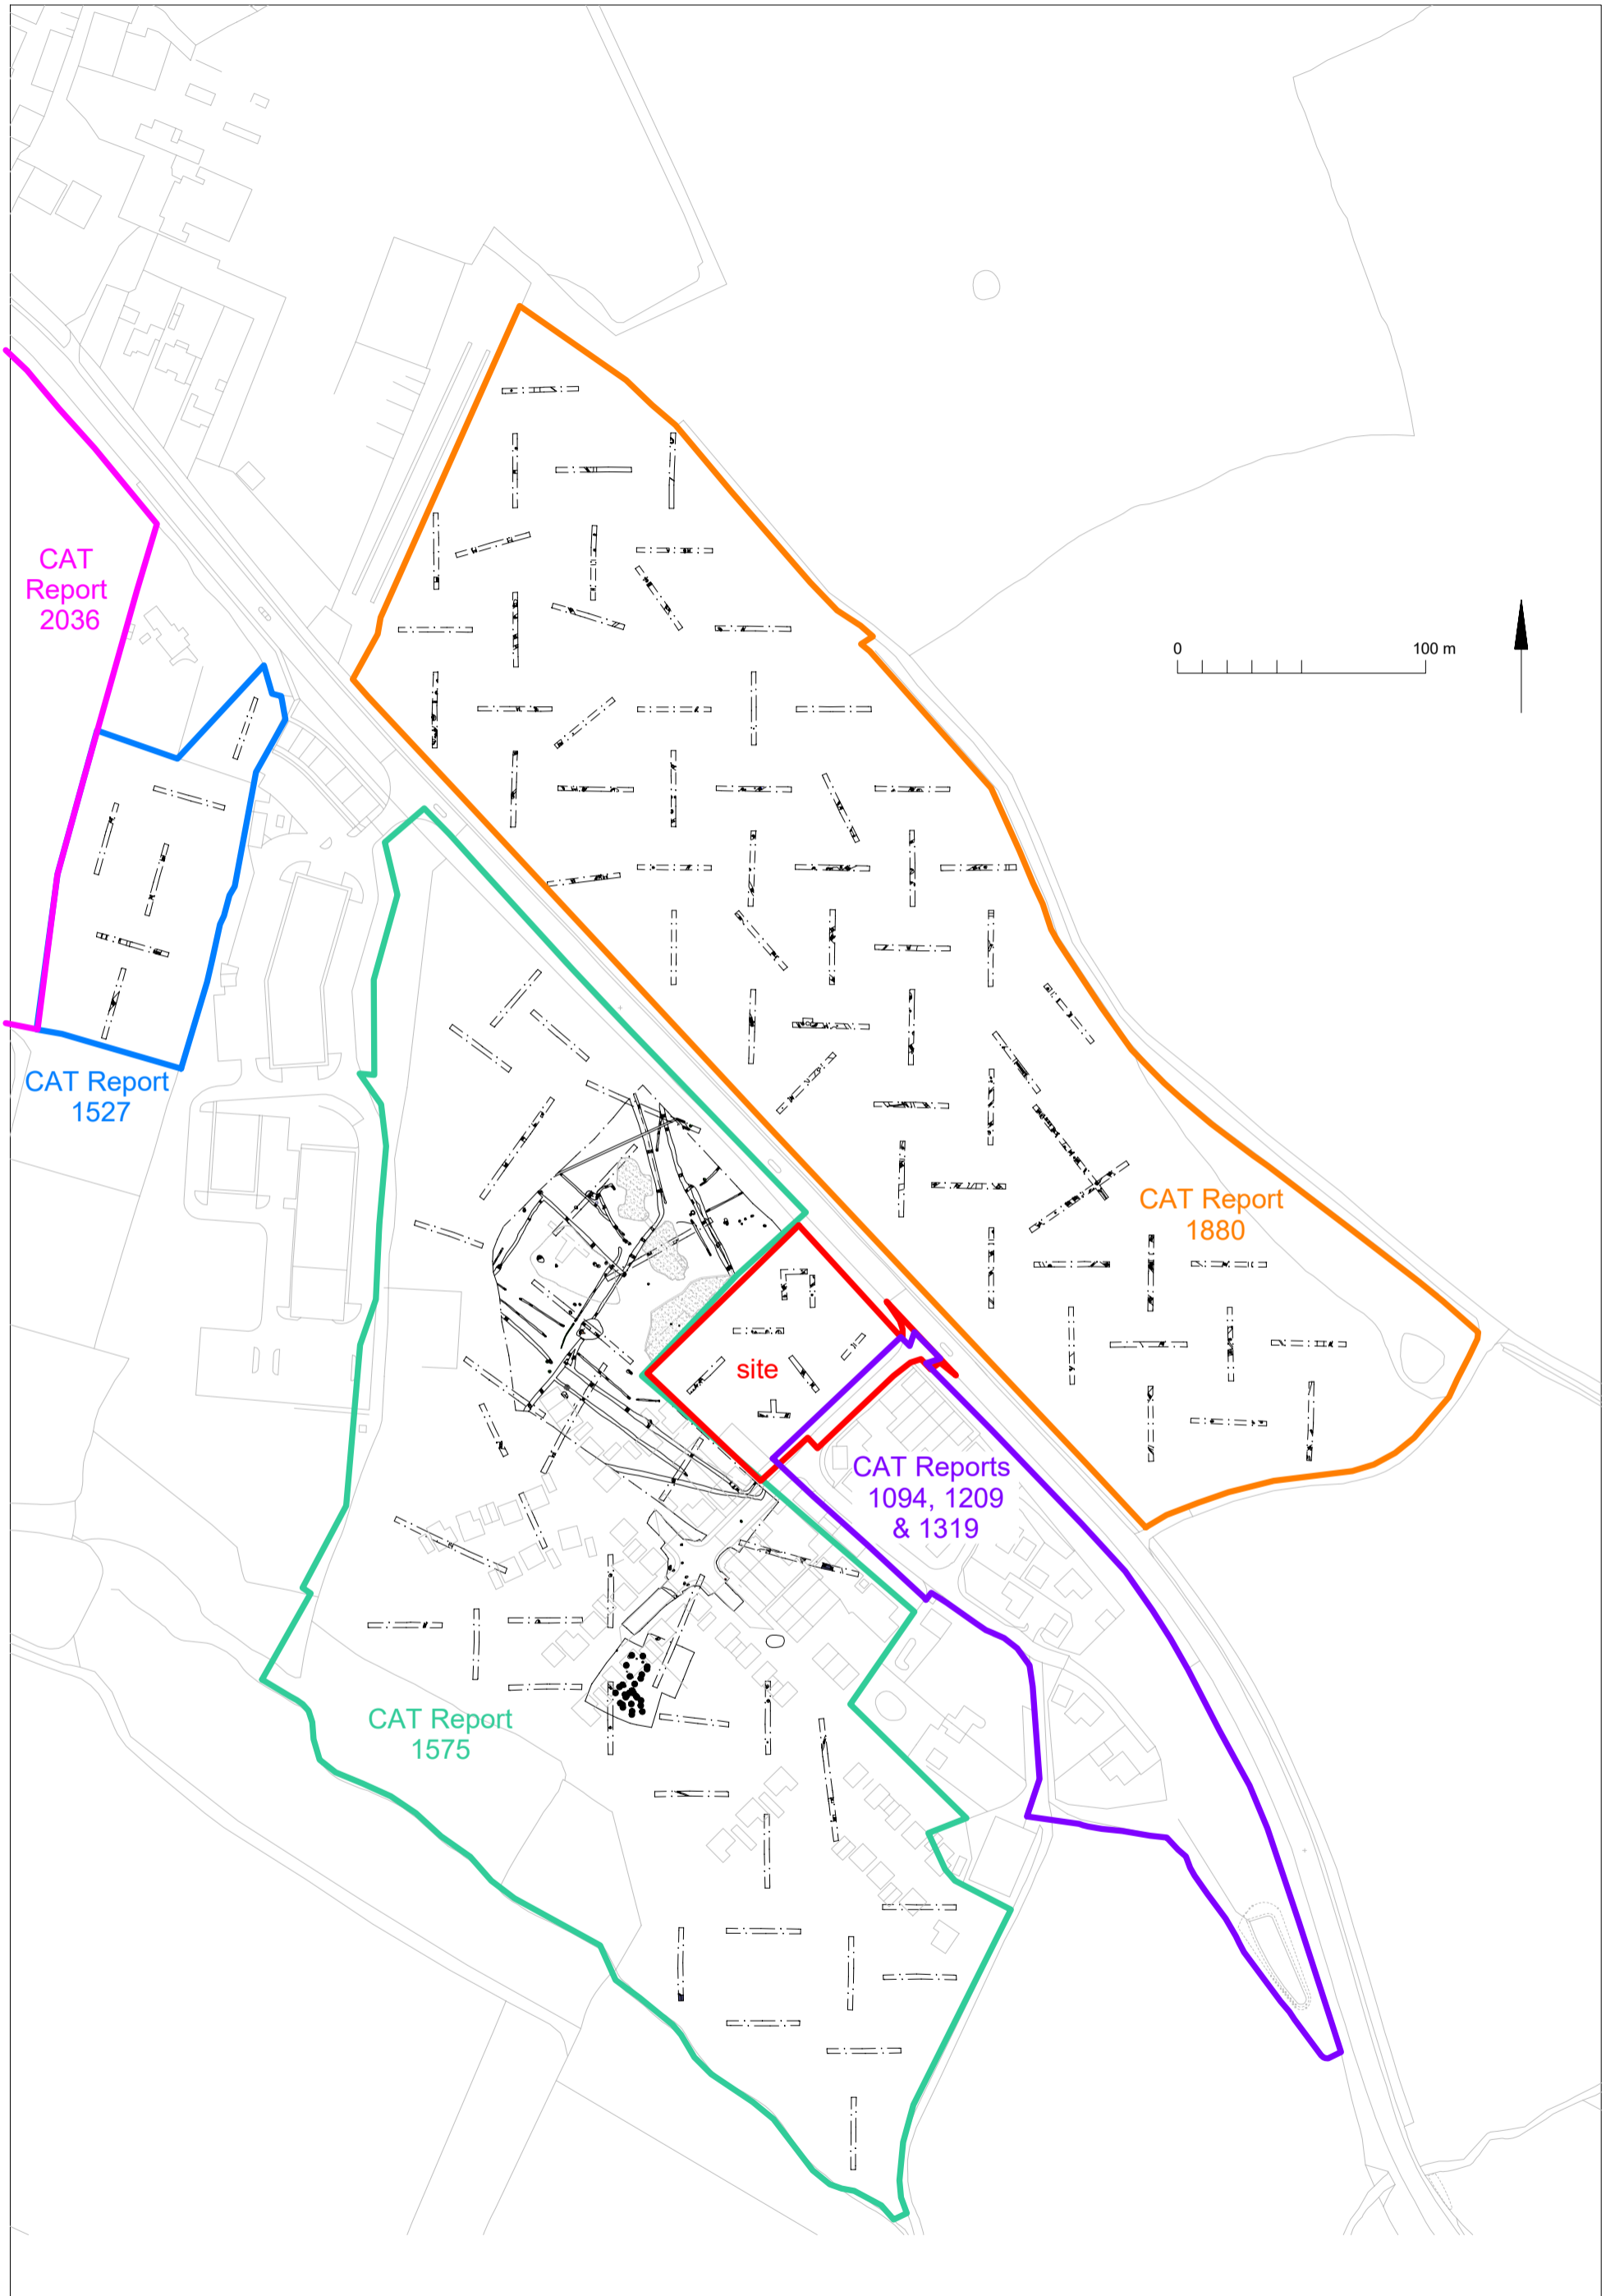 CAT
Report
2036
0
100 m
CAT Report
1527
CAT Report
1880
site
CAT Reports
1094, 1209
& 1319
CAT Report
1575